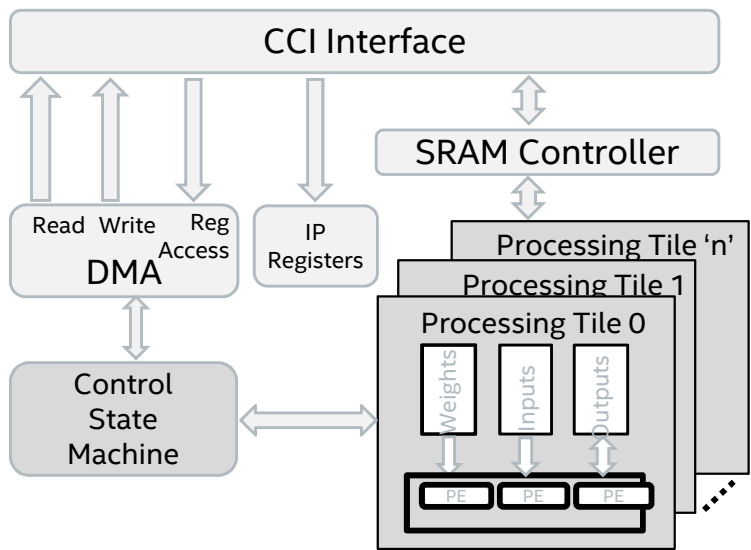 CCI Interface
SRAM Controller
Read Write Reg
Access
DMA
IP
Registers
Processing Tile ‘n’
Processing Tile 1
Processing Tile 0
Control
State
Machine
Weights
Inputs
Outputs
PE PE PE